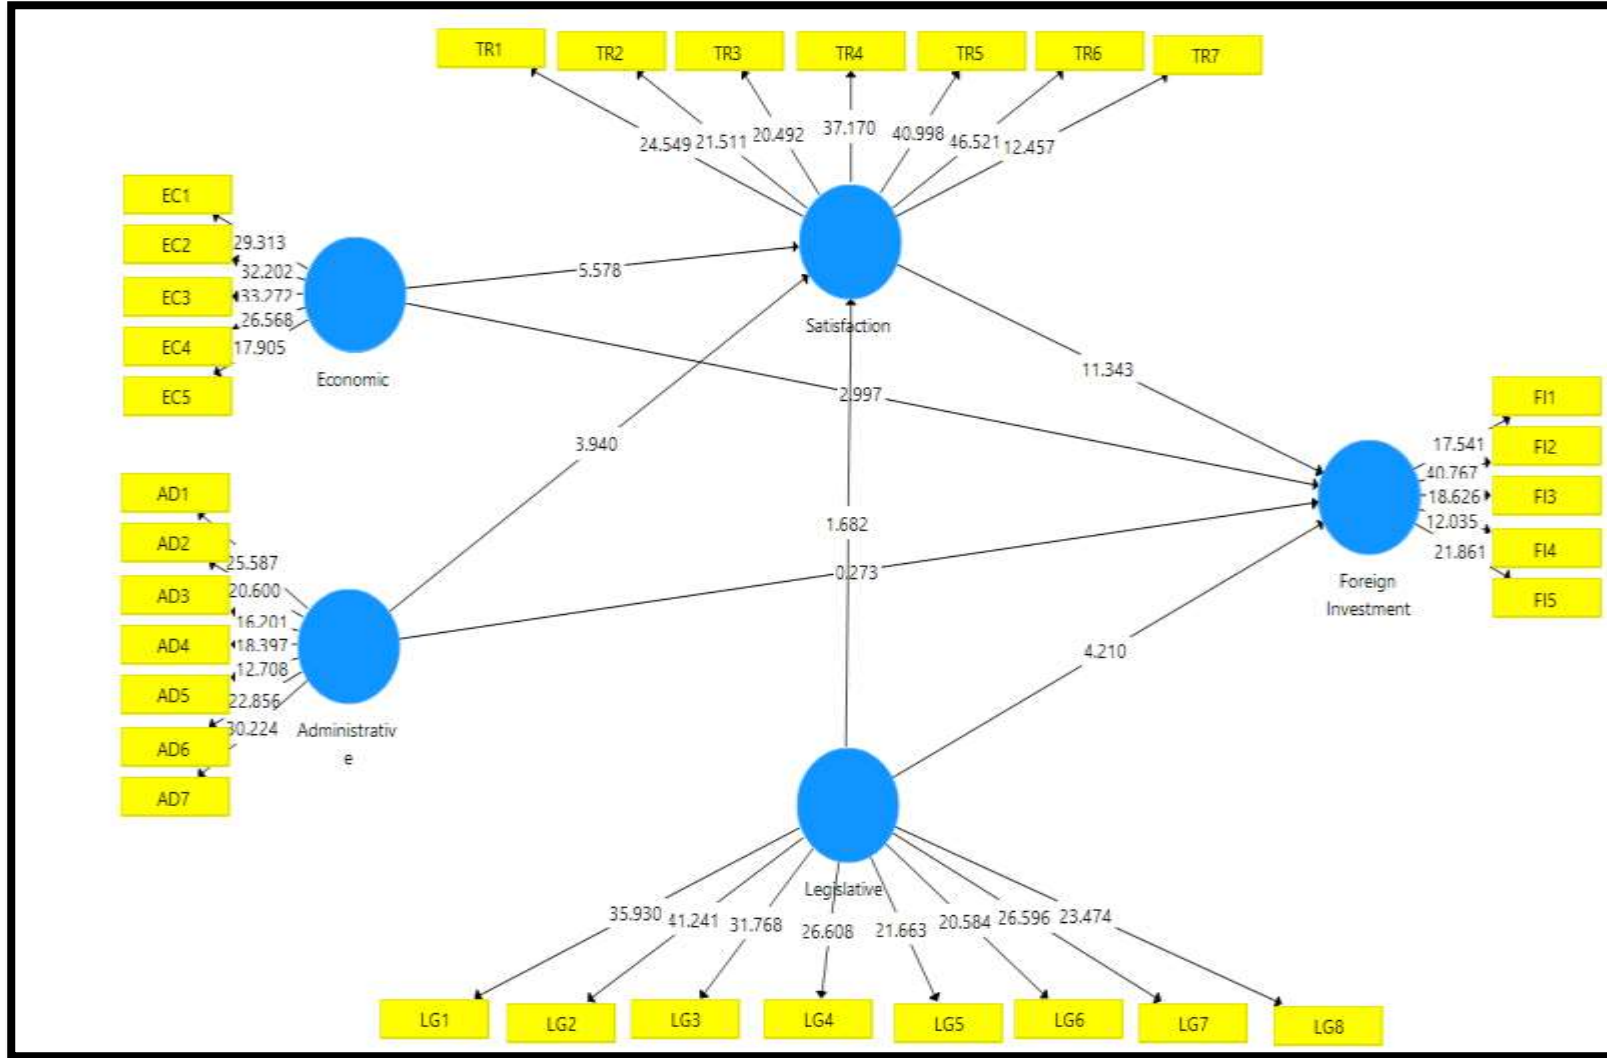 TR1
TR2
TR3
TR4
TR5
TR6
TR7
24.549
21.511
20.492
37.170
40.998
46.521
12.457
EC1
EC2
EC3
EC4
EC5
29.313
32.202
33.272
26.568
17.905
Economic
5.578
Satisfaction
11.343
2.997
3.940
AD1
AD2
AD3
AD4
AD5
AD6
AD7
25.587
20.600
16.201
18.397
12.708
22.856
30.224
Administrativ
e
1.682
0.273
4.210
FI1
FI2
FI3
FI4
FI5
17.541
40.767
18.626
12.035
21.861
Foreign
Investment
Legislative
35.930
41.241
31.768
26.608
21.663
20.584
26.596
23.474
LG1
LG2
LG3
LG4
LG5
LG6
LG7
LG8